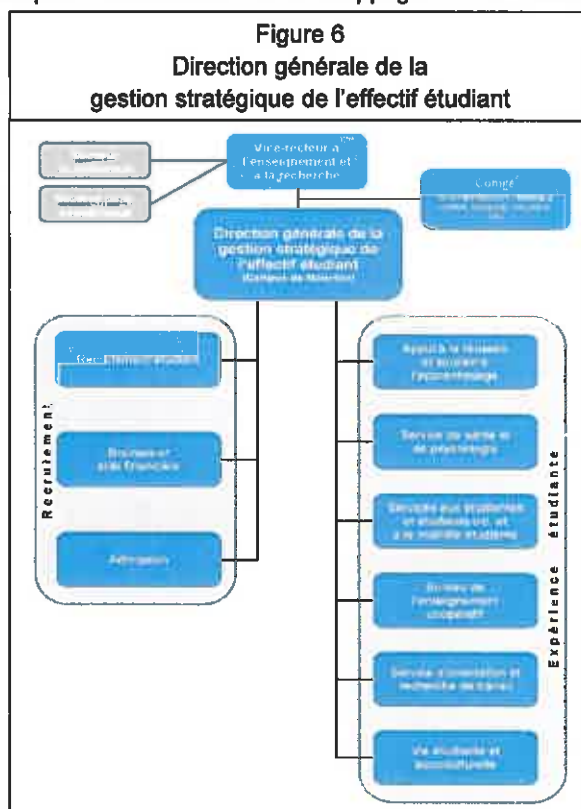 Figure 6
Direction générale de la
gestion stratégique de l'effectif étudiant
Vice-recteur à
l'enseignement et
à la recherche
Direction générale de la
gestion stratégique de
l'effectif étudiant
(Campus de Moncton)
Recrutement
Recrutement étudiant
Bourses et
aide financière
Admission
Expérience étudiante
Appui à la réussite
et soutien à
l'apprentissage
Service de santé et
de psychologie
Services aux étudiantes
et étudiants int. et
à la mobilité étudiante
Bureau de
l'enseignement
coopératif
Service d'orientation et
recherche de travail
Vie étudiante et
socioculturelle